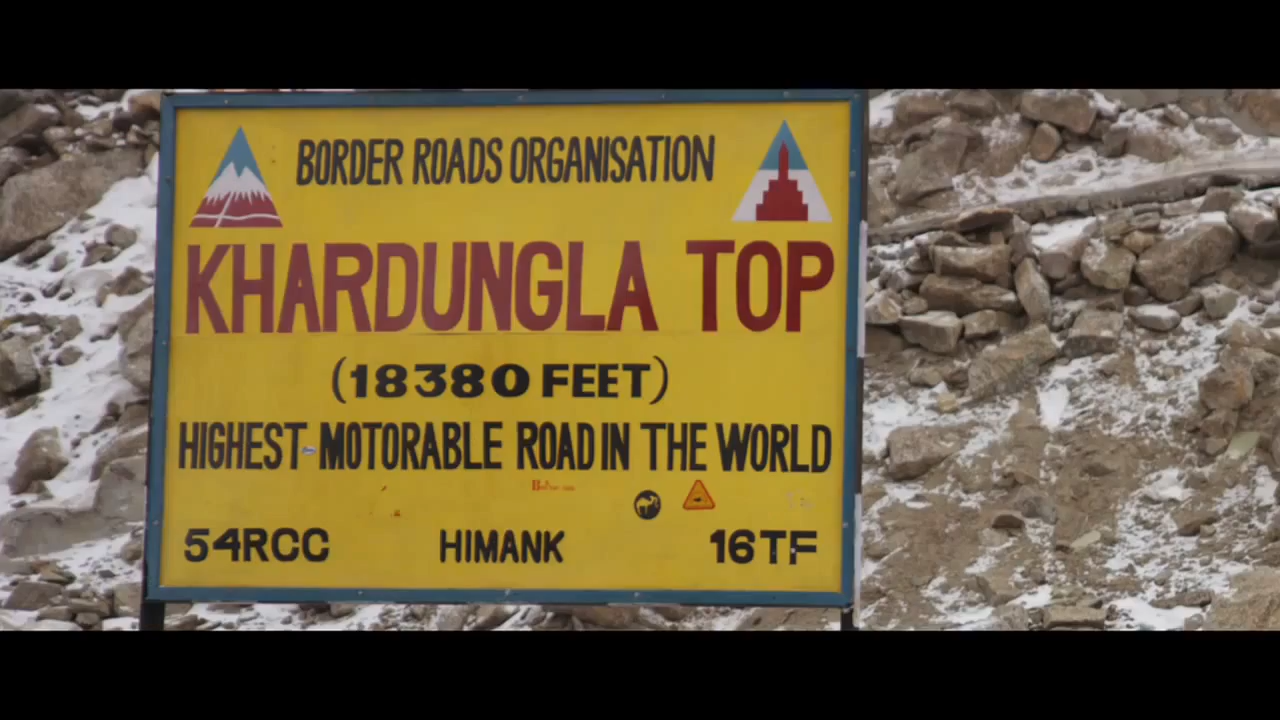 BORDER ROADS ORGANISATION
KHARDUNGLA TOP
(18380 FEET)
HIGHEST MOTORABLE ROAD IN THE WORLD
54RCC HIMANK 16TF